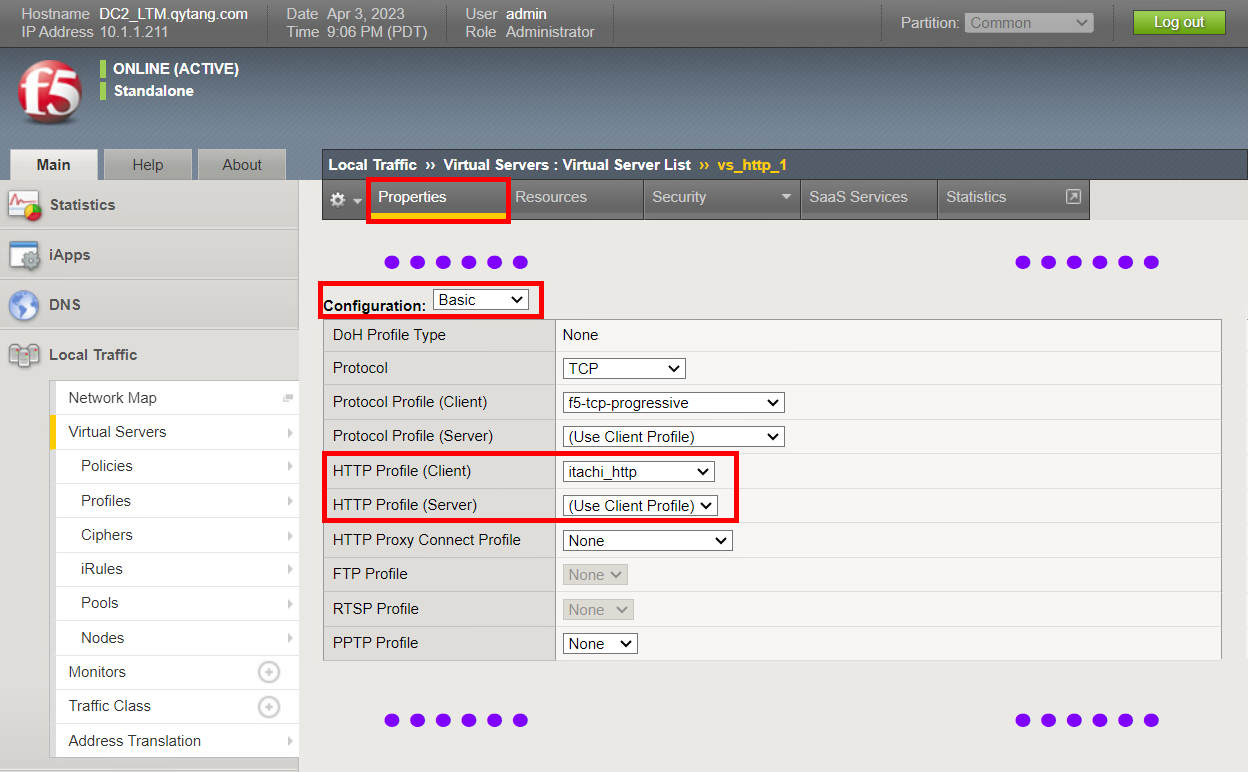 Hostname DC2_LTM.qytang.com Date Apr 3, 2023 User admin
IP Address 10.1.1.211 Time 9:06 PM (PDT) Role Administrator
Partition: Common Log out
f5
ONLINE (ACTIVE)
Standalone
Main Help About
Local Traffic ›› Virtual Servers : Virtual Server List ›› vs_http_1
Properties Resources Security SaaS Services Statistics
Statistics
iApps
DNS
Local Traffic
Network Map
Virtual Servers
Policies
Profiles
Ciphers
iRules
Pools
Nodes
Monitors
Traffic Class
Address Translation
Configuration: Basic
DoH Profile Type None
Protocol TCP
Protocol Profile (Client) f5-tcp-progressive
Protocol Profile (Server) (Use Client Profile)
HTTP Profile (Client) itachi_http
HTTP Profile (Server) (Use Client Profile)
HTTP Proxy Connect Profile None
FTP Profile None
RTSP Profile None
PPTP Profile None